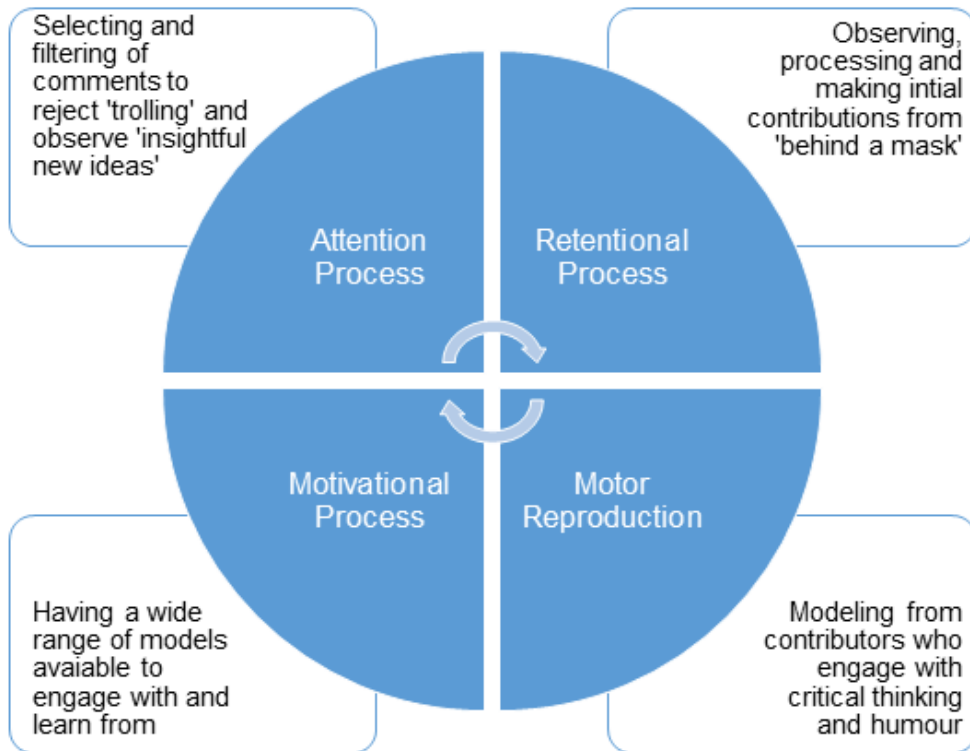 Selecting and
filtering of
comments to
reject 'trolling' and
observe 'insightful
new ideas'
Observing,
processing and
making intial
contributions from
'behind a mask'
Attention
Process
Retentional
Process
Motivational
Process
Motor
Reproduction
Having a wide
range of models
avaiable to
engage with and
learn from
Modeling from
contributors who
engage with
critical thinking
and humour